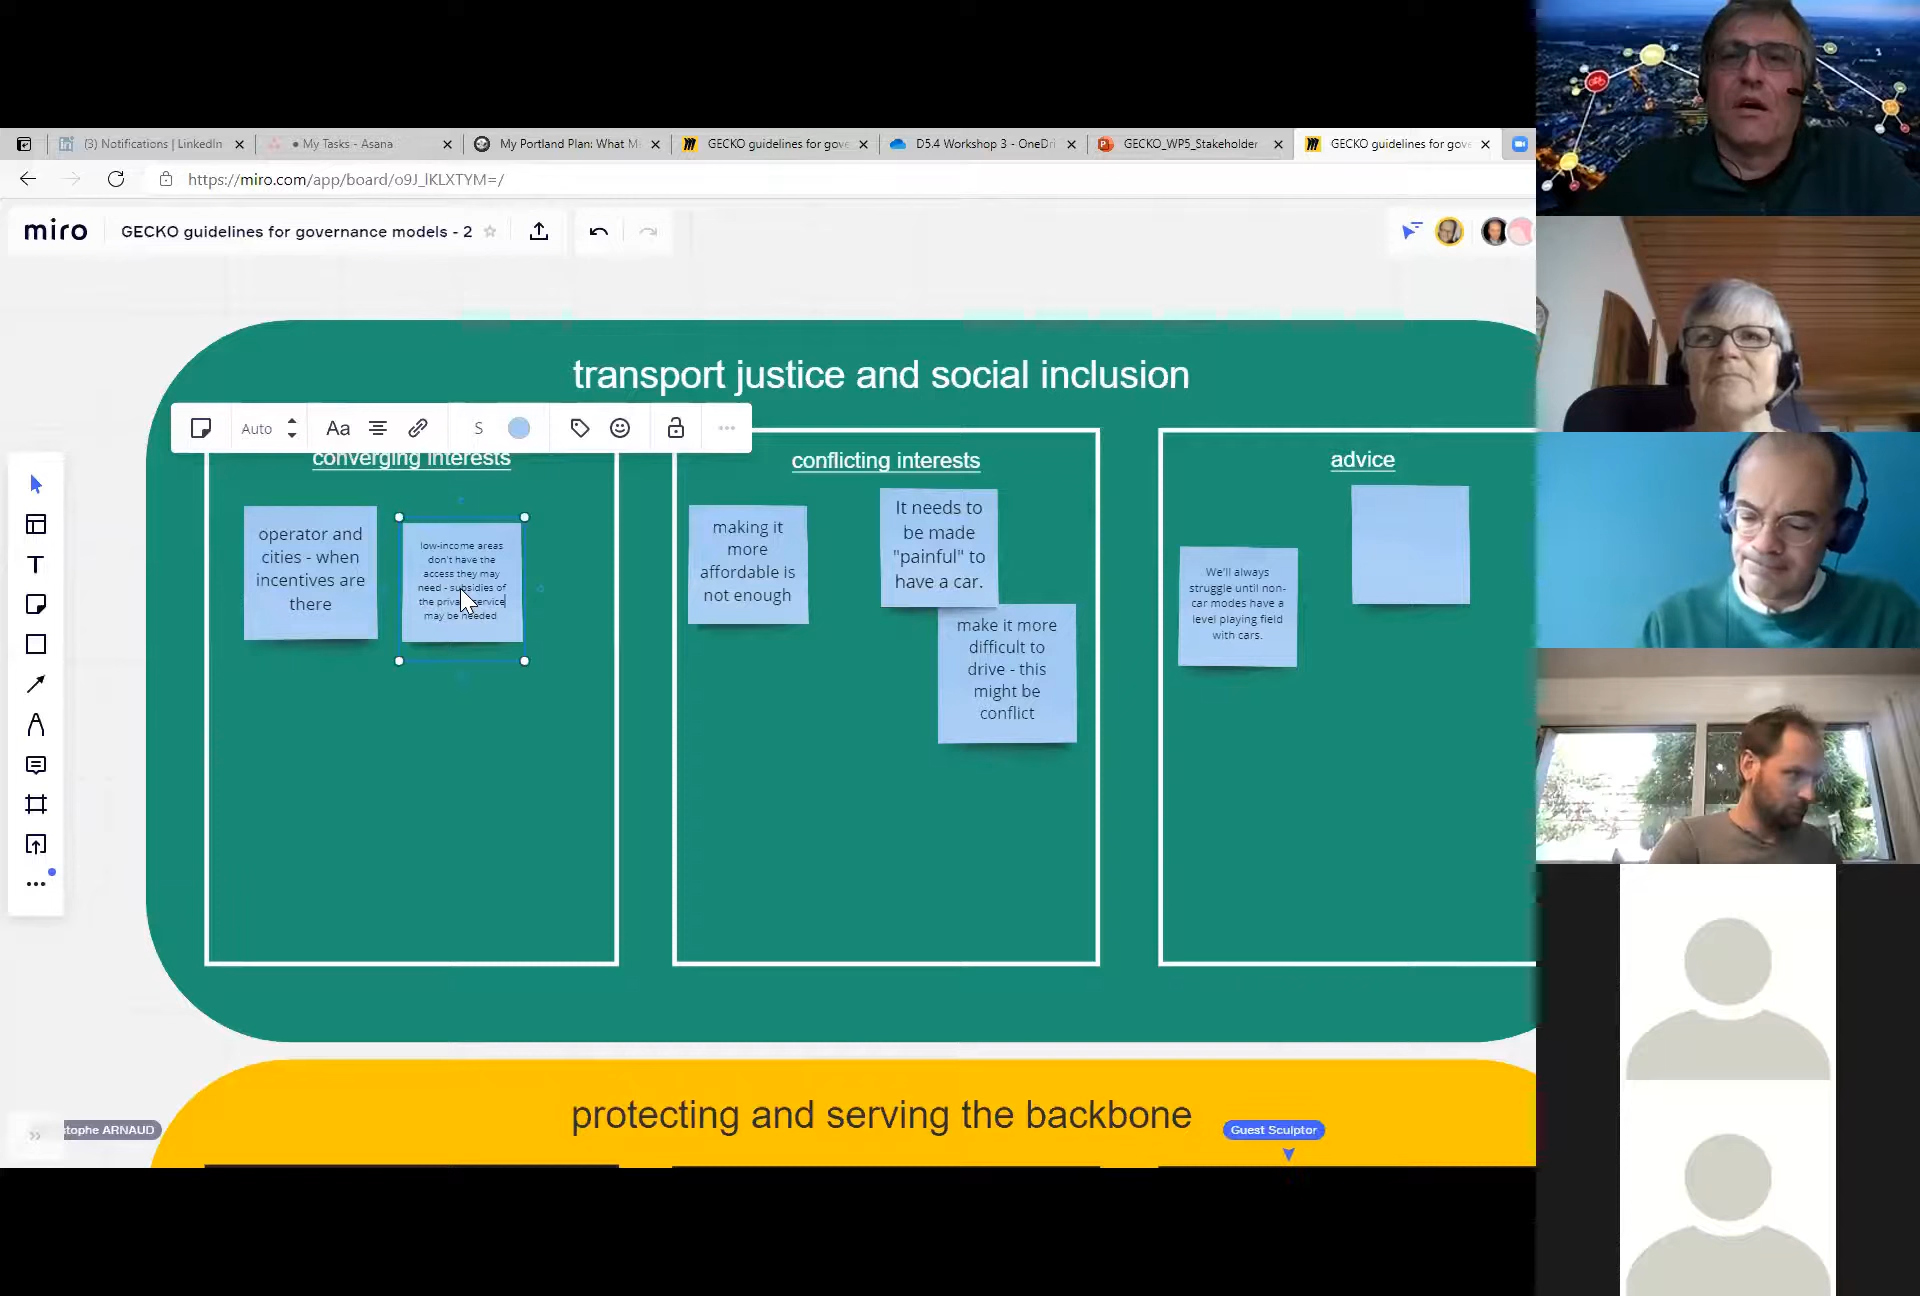 (3) Notifications | LinkedIn
My Tasks - Asana
My Portland Plan: What M
GECKO guidelines for gove
D5.4 Workshop 3 - OneDri
GECKO_WP5_Stakeholder
GECKO guidelines for gove
https://miro.com/app/board/o9J_lKLXTYM=/
miro
GECKO guidelines for governance models - 2
transport justice and social inclusion
Auto
Aa
S
converging interests
conflicting interests
advice
operator and
cities - when
incentives are
there
low-income areas
don't have the
access they may
need - subsidies of
the private service
may be needed
making it
more
affordable is
not enough
It needs to
be made
"painful" to
have a car.
make it more
difficult to
drive - this
might be
conflict
We'll always
struggle until non-
car modes have a
level playing field
with cars.
protecting and serving the backbone
stophe ARNAUD
Guest Sculptor